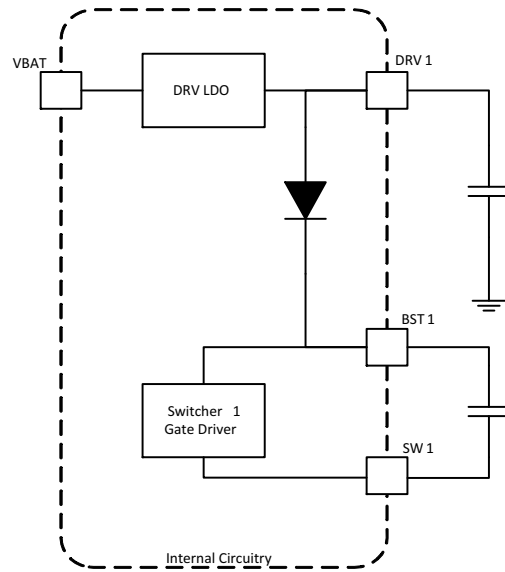 VBAT
DRV LDO
DRV 1
BST 1
Switcher 1
Gate Driver
SW 1
Internal Circuitry